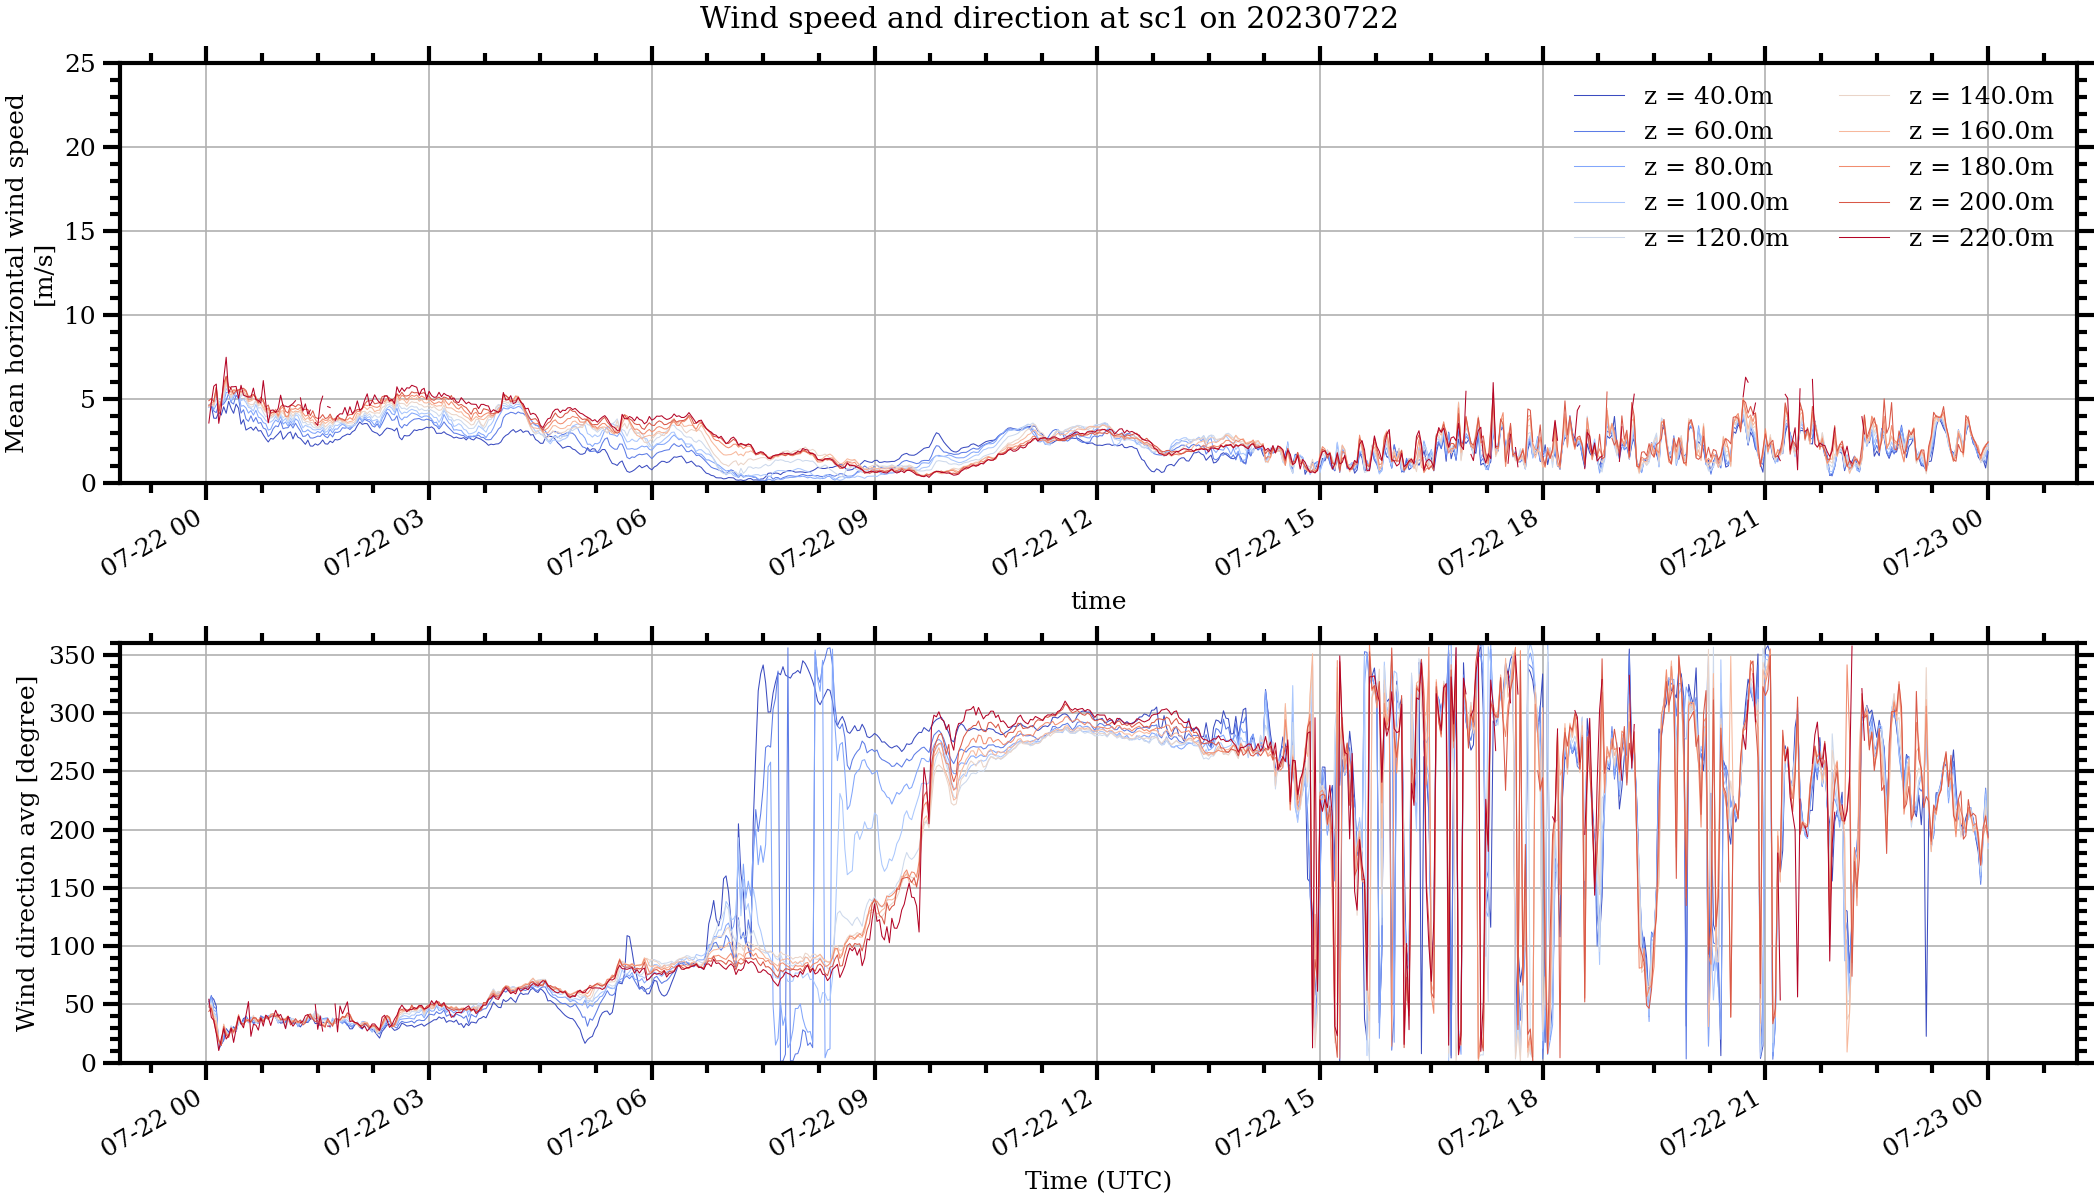 Wind speed and direction at sc1 on 20230722
Mean horizontal wind speed
[m/s]
25
20
15
10
5
0
z = 40.0m
z = 60.0m
z = 80.0m
z = 100.0m
z = 120.0m
z = 140.0m
z = 160.0m
z = 180.0m
z = 200.0m
z = 220.0m
07-22 00
07-22 03
07-22 06
07-22 09
07-22 12
07-22 15
07-22 18
07-22 21
07-23 00
time
Wind direction avg [degree]
350
300
250
200
150
100
50
0
07-22 00
07-22 03
07-22 06
07-22 09
07-22 12
07-22 15
07-22 18
07-22 21
07-23 00
Time (UTC)